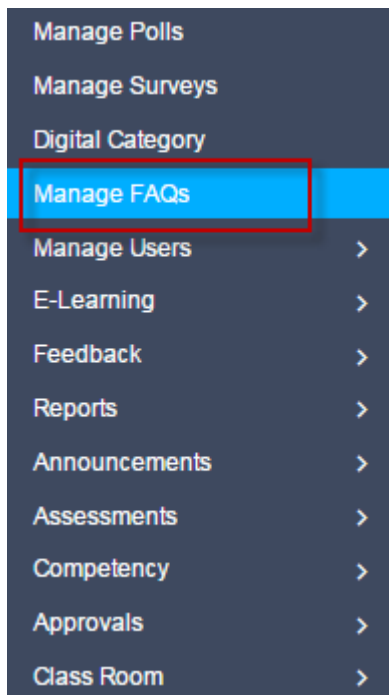 Manage Polls
Manage Surveys
Digital Category
Manage FAQs
Manage Users
E-Learning
Feedback
Reports
Announcements
Assessments
Competency
Approvals
Class Room